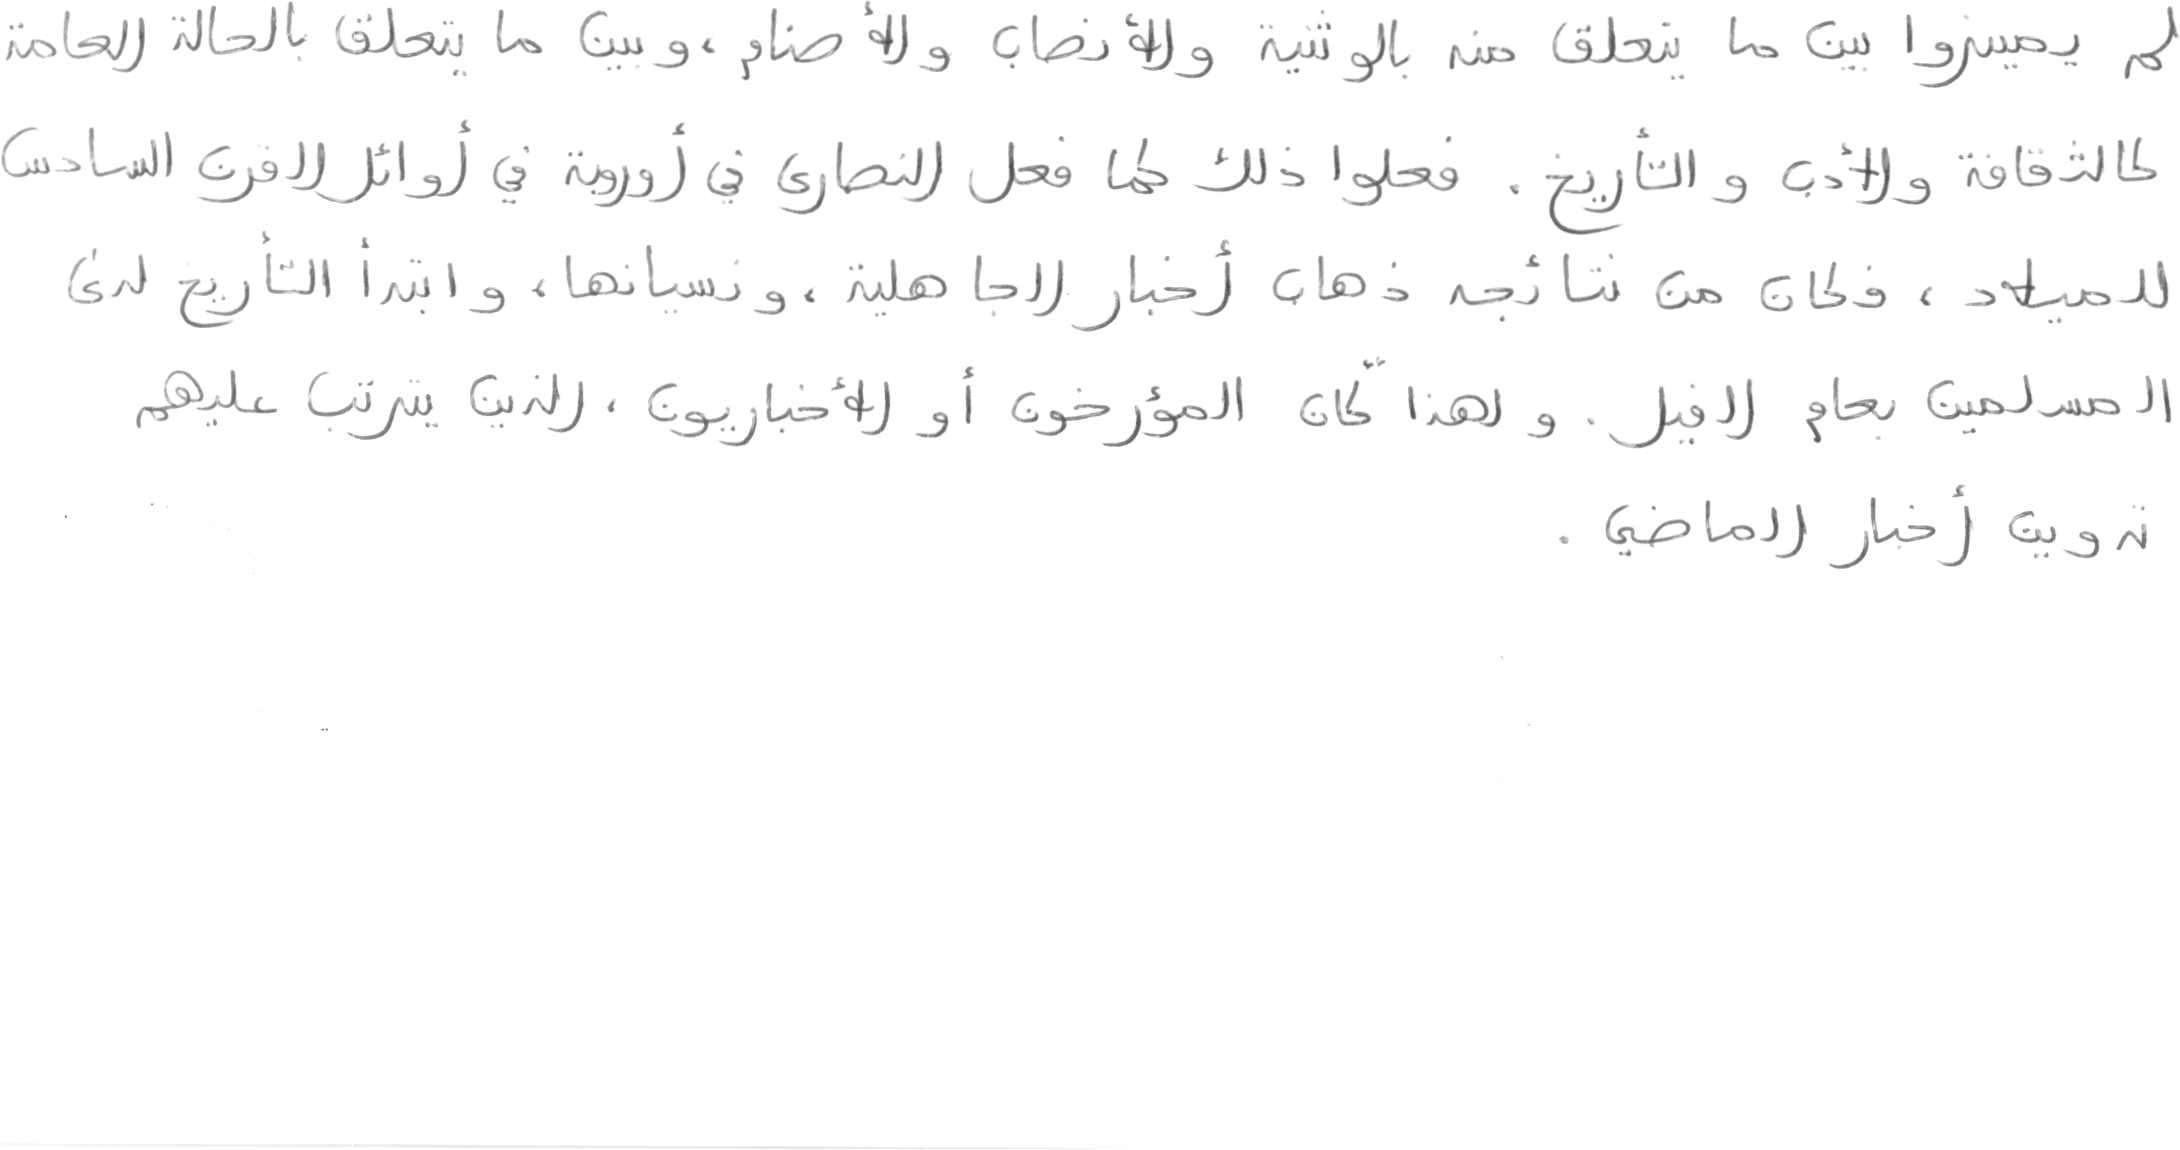 لم يميزوا بين ما يتعلق منه بالوثنية والأنصاب والأصنام، وبين ما يتعلق بالحالة العامة
كالثقافة والأدب والتأريخ. فعلوا ذلك كما فعل النصارى في أوروبة في أوائل القرن السادس
للميلاد، فكان من نتائجه ذهاب أخبار الجاهلية، ونسيانها، وابتدأ التأريخ لدى
المسلمين بعام الفيل. ولهذا كان المؤرخون أو الأخباريون، الذين يترتب عليهم
تدوين أخبار الماضي.